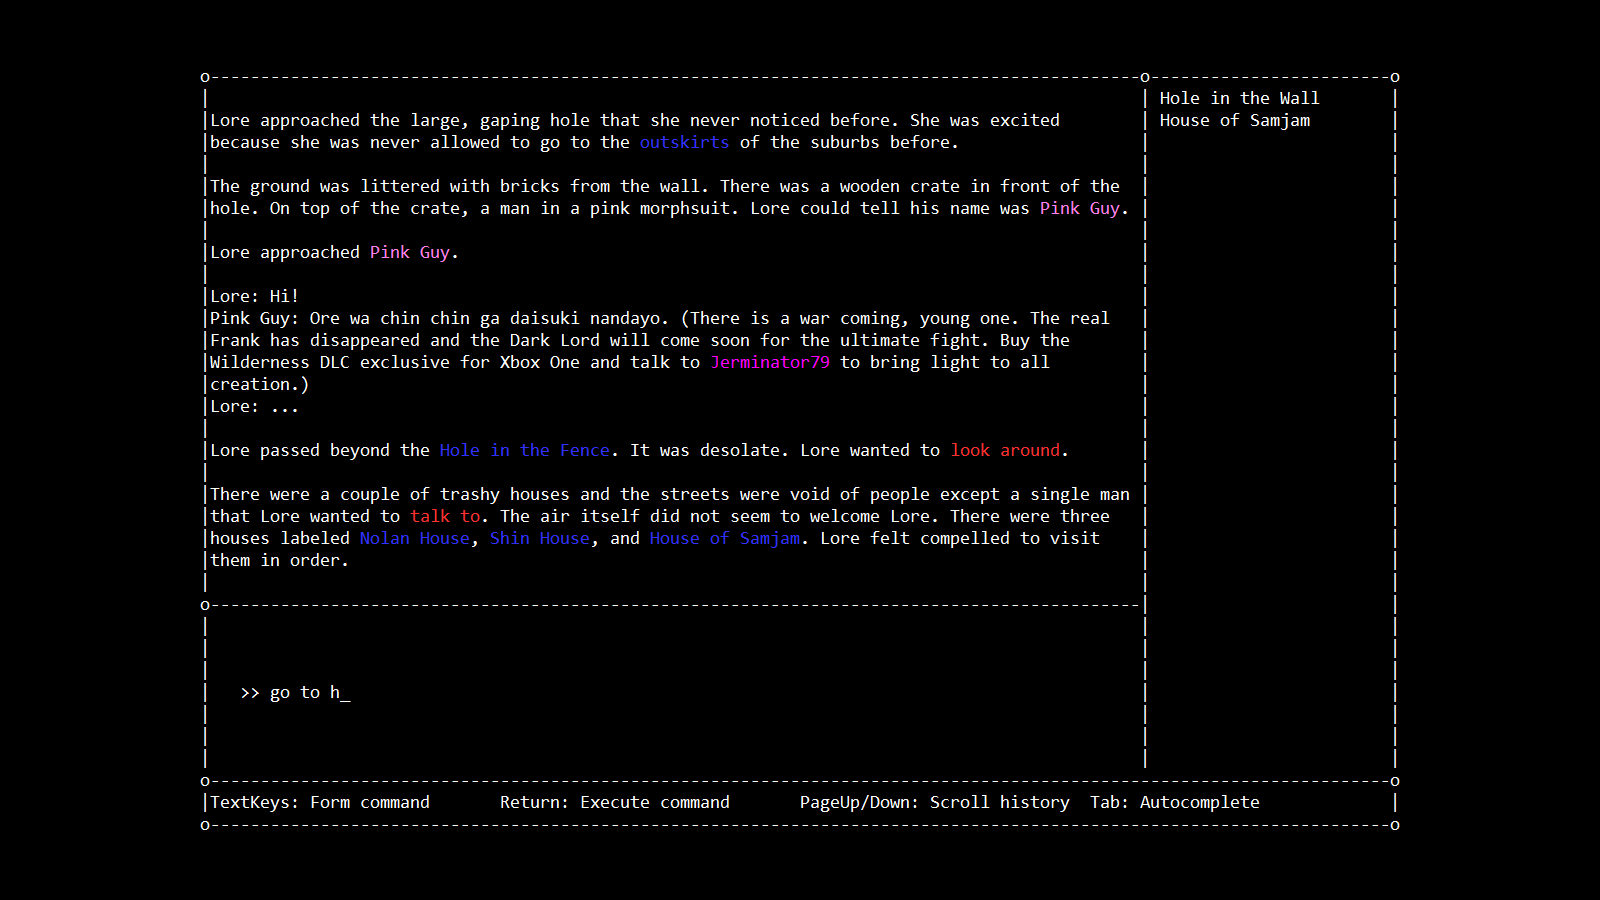 Lore approached the large, gaping hole that she never noticed before. She was excited
because she was never allowed to go to the outskirts of the suburbs before.
The ground was littered with bricks from the wall. There was a wooden crate in front of the
hole. On top of the crate, a man in a pink morphsuit. Lore could tell his name was Pink Guy.
Lore approached Pink Guy.
Lore: Hi!
Pink Guy: Ore wa chin chin ga daisuki nandayo. (There is a war coming, young one. The real
Frank has disappeared and the Dark Lord will come soon for the ultimate fight. Buy the
Wilderness DLC exclusive for Xbox One and talk to Jerminator79 to bring light to all
creation.)
Lore: ...
Lore passed beyond the Hole in the Fence. It was desolate. Lore wanted to look around.
There were a couple of trashy houses and the streets were void of people except a single man
that Lore wanted to talk to. The air itself did not seem to welcome Lore. There were three
houses labeled Nolan House, Shin House, and House of Samjam. Lore felt compelled to visit
them in order.
>> go to h_
Hole in the Wall
House of Samjam
TextKeys: Form command Return: Execute command PageUp/Down: Scroll history Tab: Autocomplete